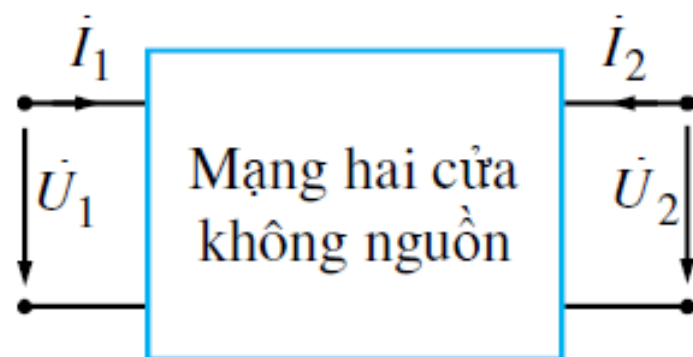 İ₁ İ₂
Mạng hai cửa
U̇₁ U̇₂
không nguồn